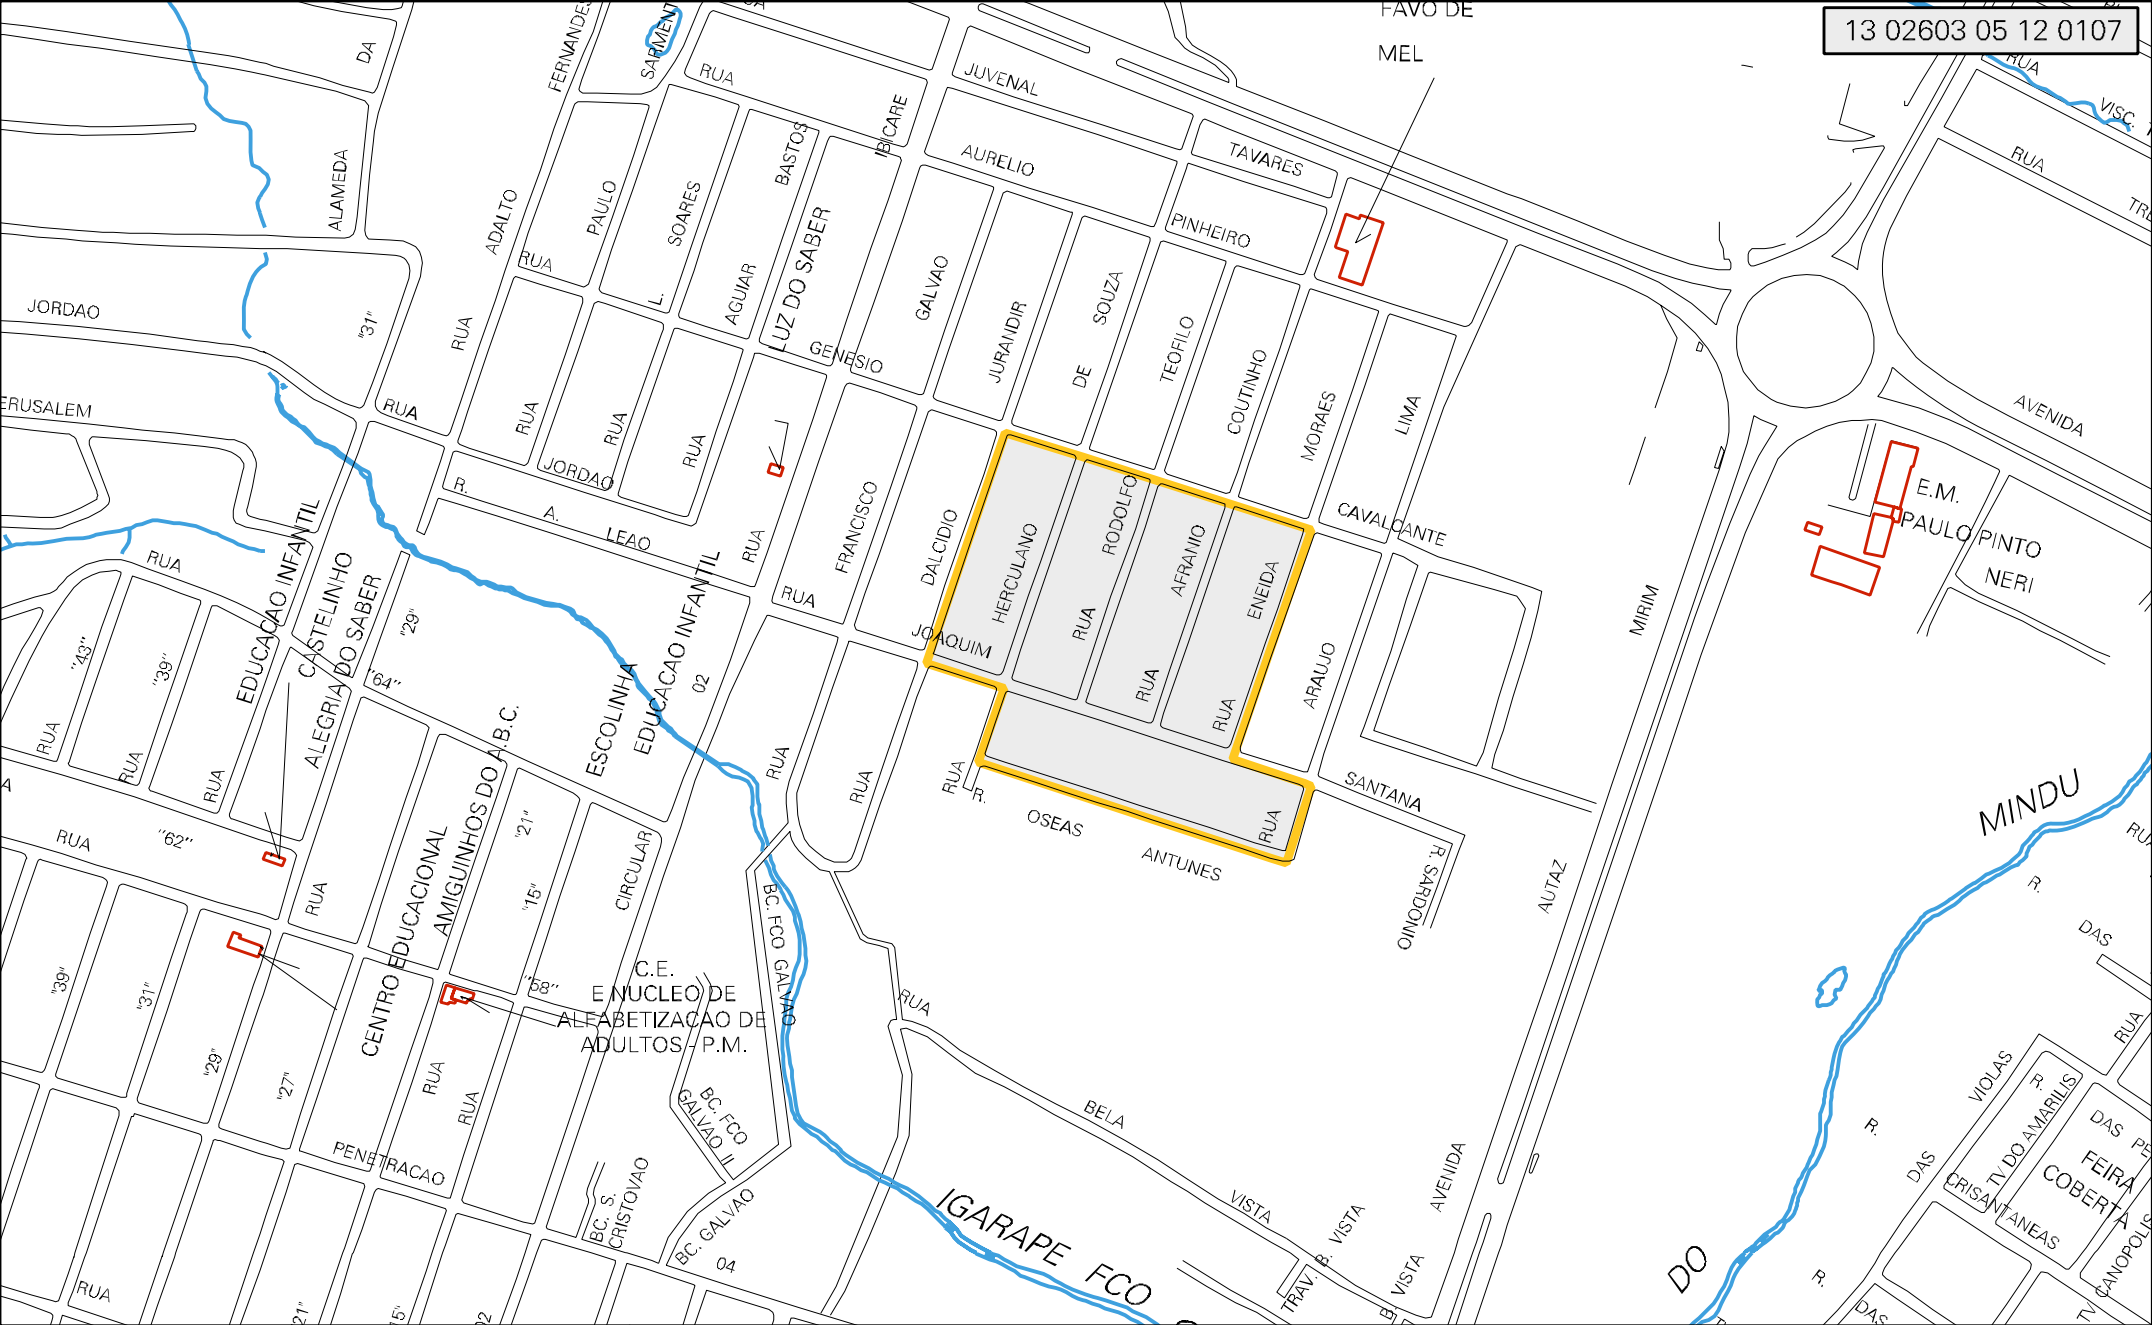 FAVO DE
MEL
13 02603 05 12 0107
DA
FERNANDES
RUA
JUVENAL
IBICARE
BASTOS
AURELIO
TAVARES
RUA
VISC.
RUA
ALAMEDA
ADALTO
PAULO
SOARES
LUZ DO SABER
PINHEIRO
RUA
L.
AGUIAR
GALVAO
JURANDIR
SOUZA
DE
TEOFILO
COUTINHO
MORAES
LIMA
JORDAO
"31"
RUA
GENESIO
AVENIDA
RUA
RUA
RUA
RUA
JORDAO
R.
A.
LEAO
RUA
FRANCISCO
DALCIDIO
HERCULANO
RODOLFO
AFRANIO
ENEIDA
CAVALCANTE
E.M.
PAULO PINTO
NERI
RUA
EDUCACAO INFANTIL
CASTELINHO
ALEGRIA DO SABER
"29"
"43"
"39"
"64"
RUA
JOAQUIM
RUA
RUA
RUA
ARAUJO
MIRIM
ESCOLINHA
EDUCACAO INFANTIL
02
RUA
RUA
RUA
RUA
RUA
RUA
R.
OSEAS
ANTUNES
RUA
SANTANA
R. SARDONIO
AUTAZ
MINDU
RUA
"62"
RUA
CENTRO EDUCACIONAL
AMIGUINHOS DO A.B.C.
"21"
"15"
CIRCULAR
BC. FCO GALVAO
R.
DAS
"39"
"31"
"29"
"27"
"58"
C.E.
E NUCLEO DE
ALFABETIZACAO DE
ADULTOS - P.M.
RUA
RUA
RUA
BC. FCO
GALVAO II
PENETRACAO
BC. S.
CRISTOVAO
BC. GALVAO
04
RUA
IGARAPE FCO
BELA
VISTA
TRAV. B. VISTA
B. VISTA
AVENIDA
DO
VIOLAS
DAS
R.
R.
R.
TV DO AMARILIS
RUA
DAS
FEIRA
COBERTA
CRISANTANEAS
TV CANOPOLIS
DAS